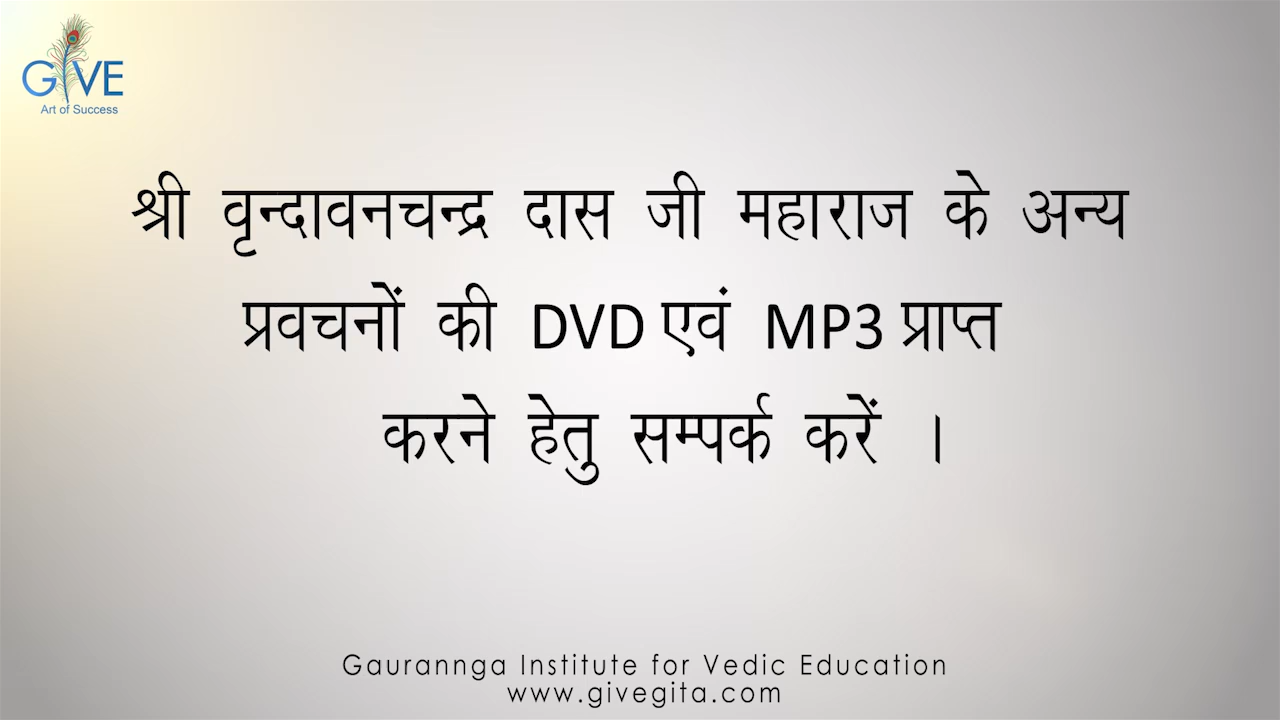 GIVE
Art of Success
श्री वृन्दावनचन्द्र दास जी महाराज के अन्य
प्रवचनों की DVD एवं MP3 प्राप्त
करने हेतु सम्पर्क करें ।
Gaurannga Institute for Vedic Education
www.givegita.com